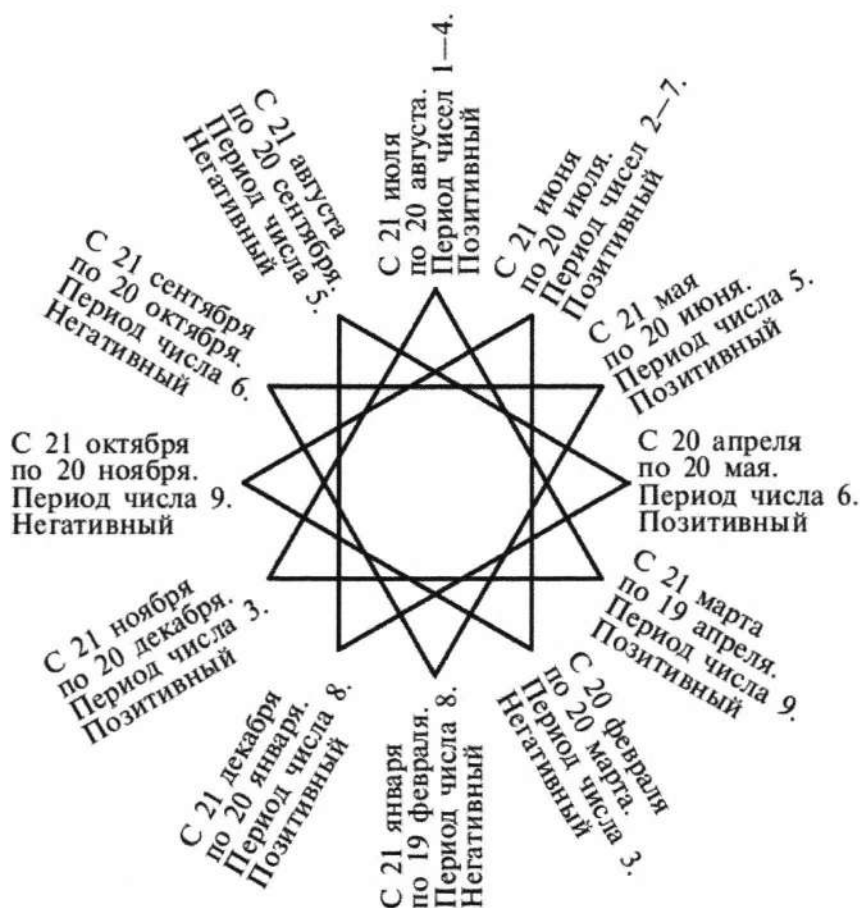 С 21 июля
по 20 августа.
Период чисел 1—4.
Позитивный
С 21 июня
по 20 июля.
Период чисел 2—7.
Позитивный
С 21 мая
по 20 июня.
Период числа 5.
Позитивный
С 20 апреля
по 20 мая.
Период числа 6.
Позитивный
С 21 марта
по 19 апреля.
Период числа 9.
Позитивный
С 20 февраля
по 20 марта.
Период числа 3.
Негативный
С 21 января
по 19 февраля.
Период числа 8.
Негативный
С 21 декабря
по 20 января.
Период числа 8.
Позитивный
С 21 ноября
по 20 декабря.
Период числа 3.
Позитивный
С 21 октября
по 20 ноября.
Период числа 9.
Негативный
С 21 сентября
по 20 октября.
Период числа 6.
Негативный
С 21 августа
по 20 сентября.
Период числа 5.
Негативный